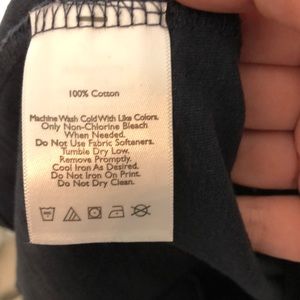 100% Cotton
Machine Wash Cold With Like Colors.
Only Non-Chlorine Bleach
When Needed.
Do Not Use Fabric Softeners.
Tumble Dry Low.
Remove Promptly.
Cool Iron As Desired.
Do Not Iron On Print.
Do Not Dry Clean.